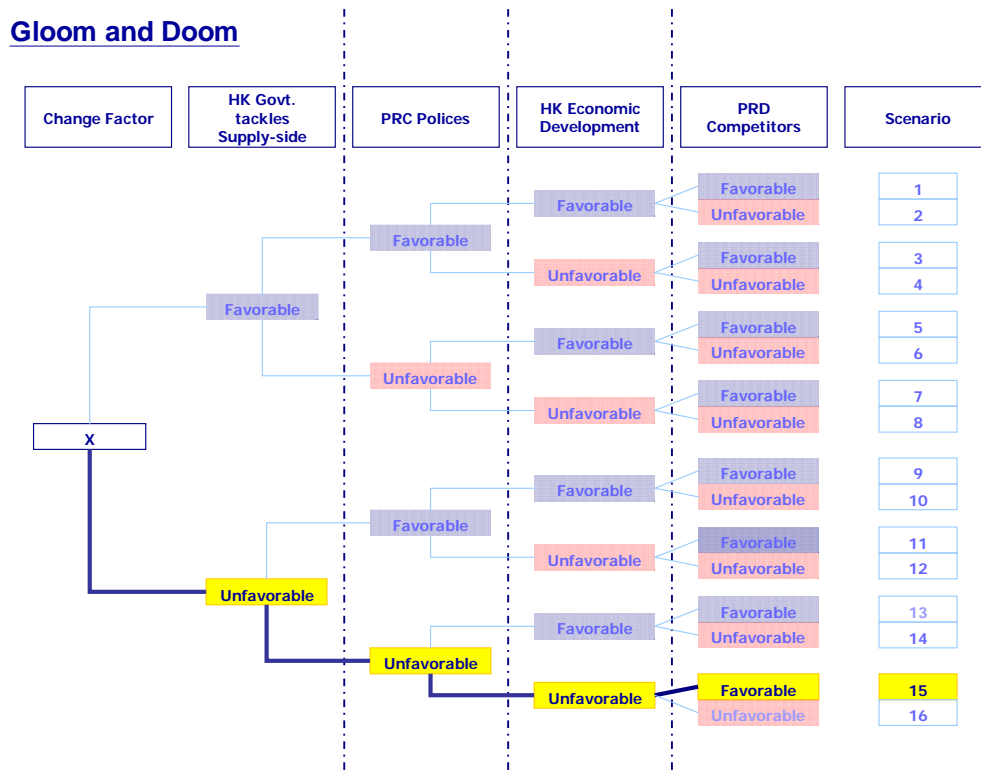 Gloom and Doom
Change Factor
HK Govt.
tackles
Supply-side
PRC Polices
HK Economic
Development
PRD
Competitors
Scenario
Favorable
1
Favorable
Unfavorable
2
Favorable
Favorable
3
Unfavorable
Unfavorable
4
Favorable
Favorable
5
Favorable
Unfavorable
6
Unfavorable
Favorable
7
Unfavorable
Unfavorable
8
X
Favorable
9
Favorable
Unfavorable
10
Favorable
Favorable
11
Unfavorable
Unfavorable
12
Unfavorable
Favorable
13
Favorable
Unfavorable
14
Unfavorable
Favorable
15
Unfavorable
Unfavorable
16